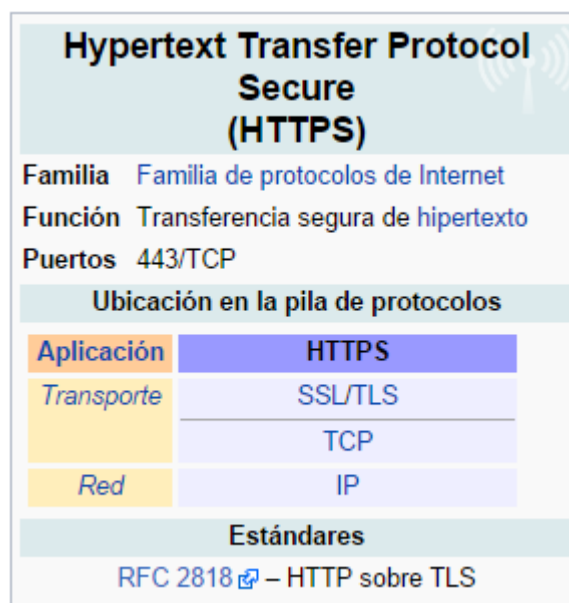 Hypertext Transfer Protocol
Secure
(HTTPS)
Familia Familia de protocolos de Internet
Función Transferencia segura de hipertexto
Puertos 443/TCP
Ubicación en la pila de protocolos
Aplicación HTTPS
Transporte SSL/TLS
TCP
Red IP
Estándares
RFC 2818 – HTTP sobre TLS